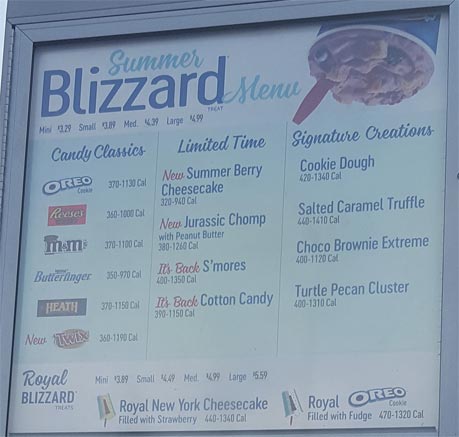 Summer
Blizzard Menu
TREAT
Mini $3.29 Small $3.89 Med. $4.39 Large $4.99
Candy Classics
OREO
Cookie
370-1130 Cal
Reese's
360-1000 Cal
m&m's
370-1100 Cal
Butterfinger
350-970 Cal
HEATH
370-1150 Cal
New TWIX
360-1190 Cal
Limited Time
New Summer Berry
Cheesecake
320-940 Cal
New Jurassic Chomp
with Peanut Butter
380-1260 Cal
It's Back S'mores
400-1350 Cal
It's Back Cotton Candy
390-1150 Cal
Signature Creations
Cookie Dough
420-1340 Cal
Salted Caramel Truffle
440-1410 Cal
Choco Brownie Extreme
400-1120 Cal
Turtle Pecan Cluster
400-1310 Cal
Royal
BLIZZARD
TREATS
Mini $3.89 Small $4.49 Med. $4.99 Large $5.59
Royal New York Cheesecake
Filled with Strawberry 440-1340 Cal
Royal OREO
Cookie
Filled with Fudge 470-1320 Cal